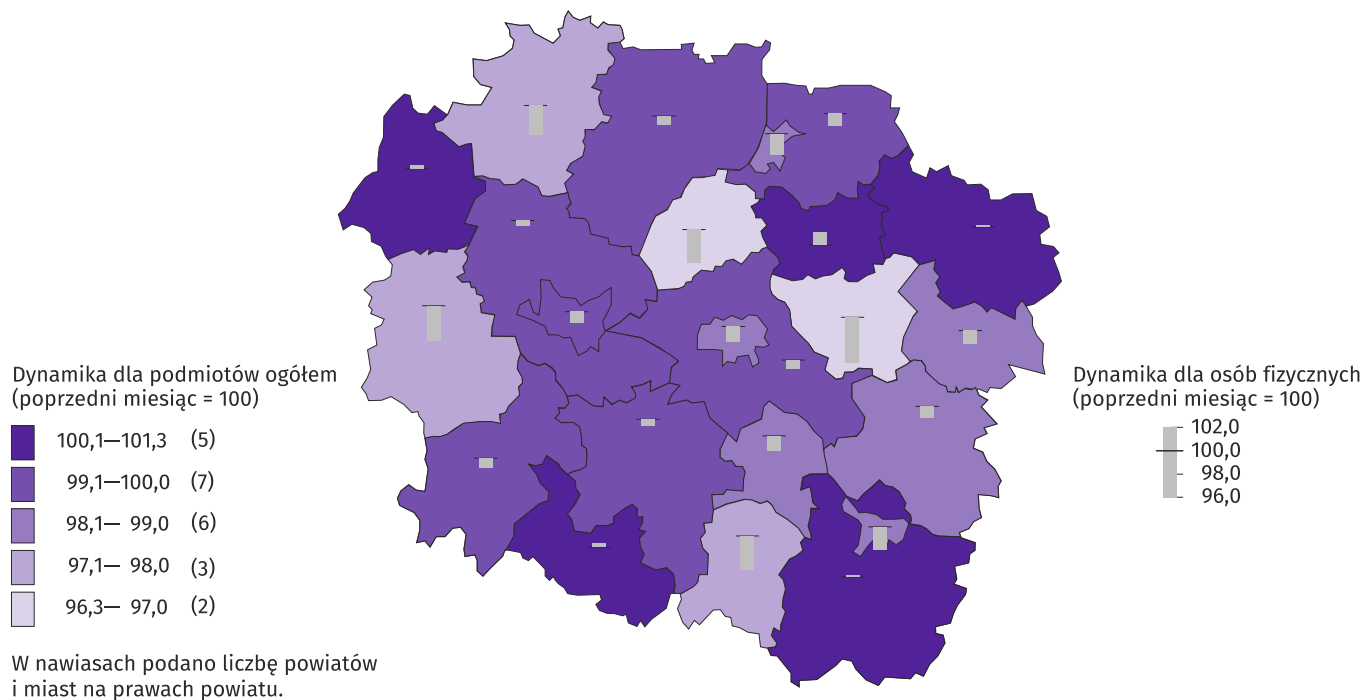 Dynamika dla podmiotów ogółem
(poprzedni miesiąc = 100)
100,1—101,3 (5)
99,1—100,0 (7)
98,1— 99,0 (6)
97,1— 98,0 (3)
96,3— 97,0 (2)
W nawiasach podano liczbę powiatów
i miast na prawach powiatu.
Dynamika dla osób fizycznych
(poprzedni miesiąc = 100)
102,0
100,0
98,0
96,0